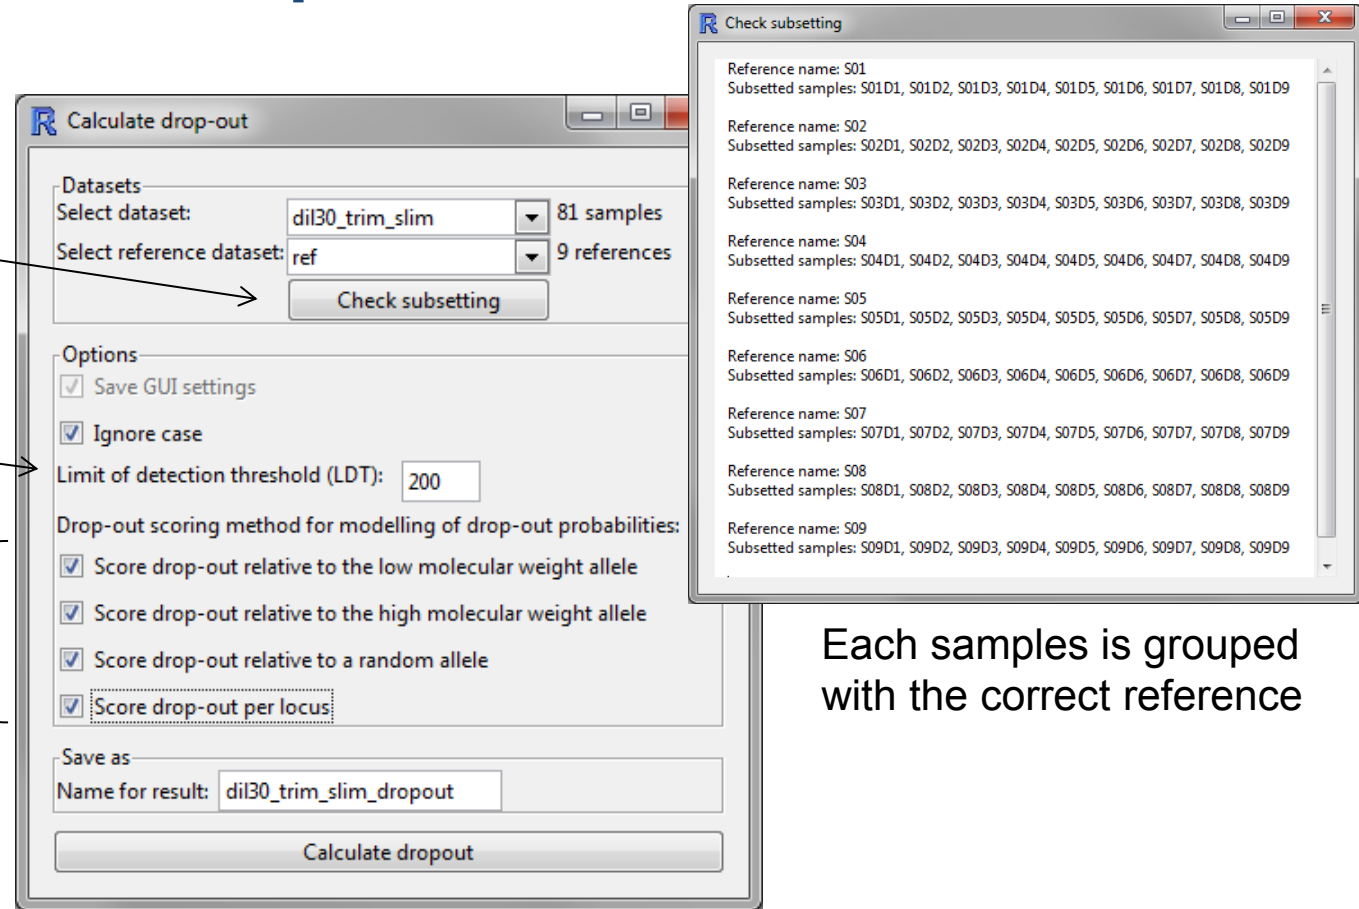 Calculate drop-out
Datasets
Select dataset: dil30_trim_slim 81 samples
Select reference dataset: ref 9 references
Check subsetting
Options
Save GUI settings
Ignore case
Limit of detection threshold (LDT): 200
Drop-out scoring method for modelling of drop-out probabilities:
Score drop-out relative to the low molecular weight allele
Score drop-out relative to the high molecular weight allele
Score drop-out relative to a random allele
Score drop-out per locus
Save as
Name for result: dil30_trim_slim_dropout
Calculate dropout
Check subsetting
Reference name: S01
Subsetted samples: S01D1, S01D2, S01D3, S01D4, S01D5, S01D6, S01D7, S01D8, S01D9
Reference name: S02
Subsetted samples: S02D1, S02D2, S02D3, S02D4, S02D5, S02D6, S02D7, S02D8, S02D9
Reference name: S03
Subsetted samples: S03D1, S03D2, S03D3, S03D4, S03D5, S03D6, S03D7, S03D8, S03D9
Reference name: S04
Subsetted samples: S04D1, S04D2, S04D3, S04D4, S04D5, S04D6, S04D7, S04D8, S04D9
Reference name: S05
Subsetted samples: S05D1, S05D2, S05D3, S05D4, S05D5, S05D6, S05D7, S05D8, S05D9
Reference name: S06
Subsetted samples: S06D1, S06D2, S06D3, S06D4, S06D5, S06D6, S06D7, S06D8, S06D9
Reference name: S07
Subsetted samples: S07D1, S07D2, S07D3, S07D4, S07D5, S07D6, S07D7, S07D8, S07D9
Reference name: S08
Subsetted samples: S08D1, S08D2, S08D3, S08D4, S08D5, S08D6, S08D7, S08D8, S08D9
Reference name: S09
Subsetted samples: S09D1, S09D2, S09D3, S09D4, S09D5, S09D6, S09D7, S09D8, S09D9
Each samples is grouped
with the correct reference